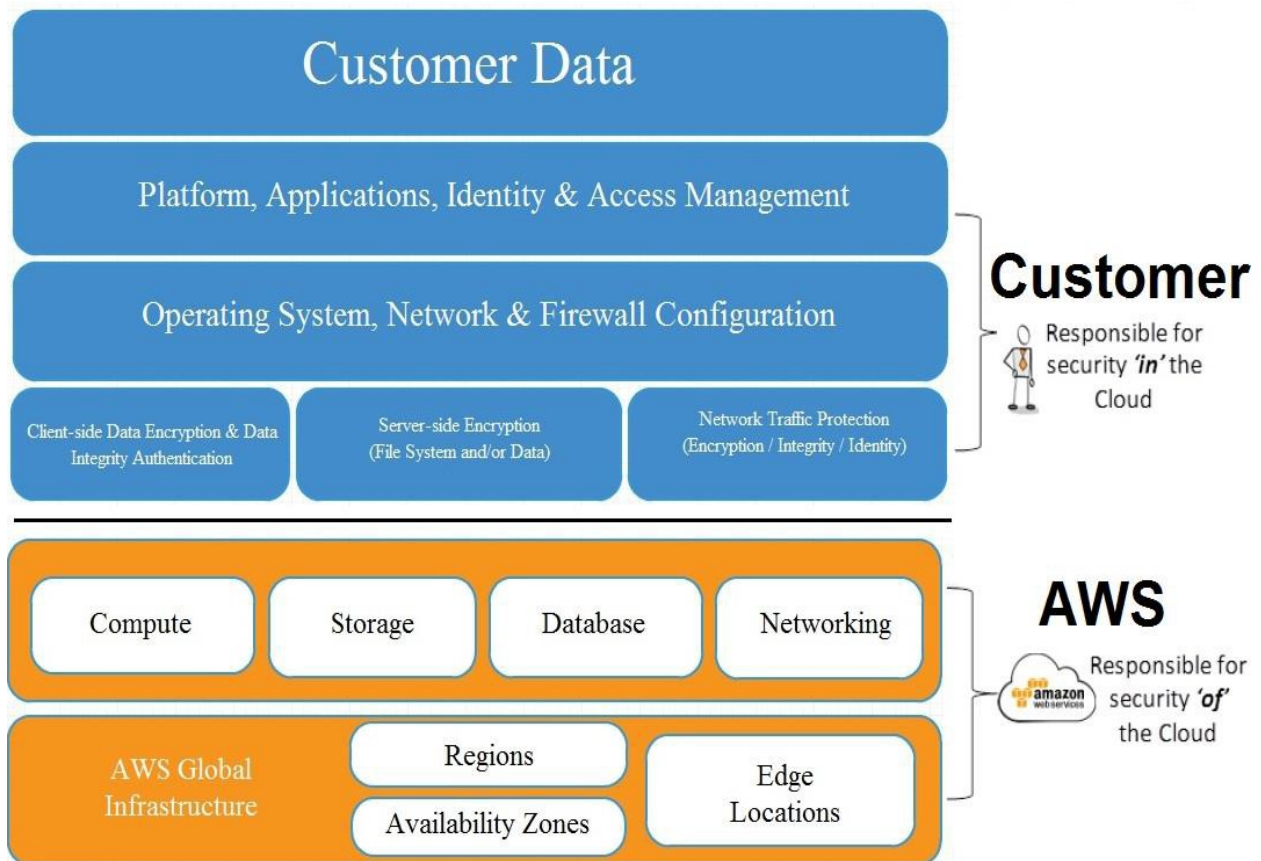 Customer Data
Platform, Applications, Identity & Access Management
Operating System, Network & Firewall Configuration
Client-side Data Encryption & Data
Integrity Authentication
Server-side Encryption
(File System and/or Data)
Network Traffic Protection
(Encryption / Integrity / Identity)
Customer
Responsible for
security 'in' the
Cloud
Compute
Storage
Database
Networking
AWS Global
Infrastructure
Regions
Availability Zones
Edge
Locations
AWS
amazon
webservices
Responsible for
security 'of'
the Cloud